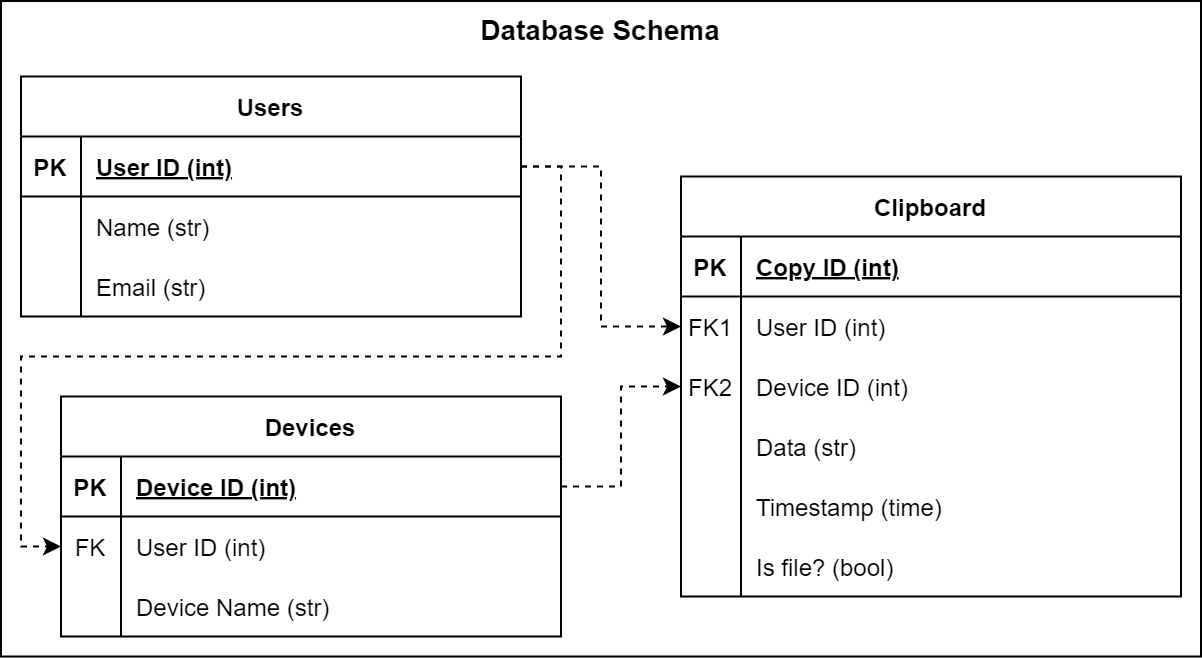 Database Schema
Users
PK User ID (int)
Name (str)
Email (str)
Devices
PK Device ID (int)
FK User ID (int)
Device Name (str)
Clipboard
PK Copy ID (int)
FK1 User ID (int)
FK2 Device ID (int)
Data (str)
Timestamp (time)
Is file? (bool)